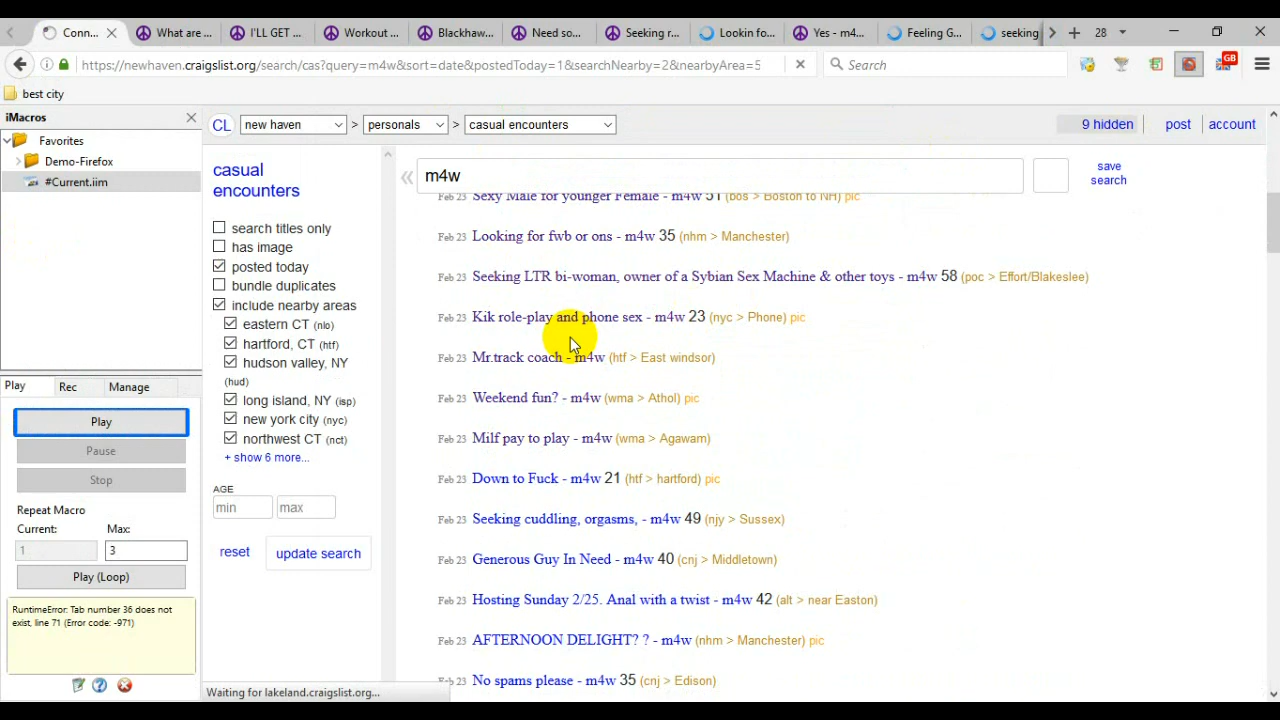 Conn...
What are ...
I'LL GET ...
Workout ...
Blackhaw...
Need so...
Seeking r...
Lookin fo...
Yes - m4...
Feeling G...
seeking
28
https://newhaven.craigslist.org/search/cas?query=m4w&sort=date&postedToday=1&searchNearby=2&nearbyArea=5
Search
GB
best city
iMacros
Favorites
Demo-Firefox
#Current.iim
CL
new haven > personals > casual encounters
9 hidden
post
account
casual encounters
« m4w
save search
search titles only
has image
posted today
bundle duplicates
include nearby areas
eastern CT (nlo)
hartford, CT (htf)
hudson valley, NY
(hud)
long island, NY (isp)
new york city (nyc)
northwest CT (nct)
+ show 6 more...
AGE
min max
reset
update search
Feb 23 Sexy Male for younger Female - m4w 51 (bos > Boston to NH) pic
Feb 23 Looking for fwb or ons - m4w 35 (nhm > Manchester)
Feb 23 Seeking LTR bi-woman, owner of a Sybian Sex Machine & other toys - m4w 58 (poc > Effort/Blakeslee)
Feb 23 Kik role-play and phone sex - m4w 23 (nyc > Phone) pic
Feb 23 Mr.track coach - m4w (htf > East windsor)
Feb 23 Weekend fun? - m4w (wma > Athol) pic
Feb 23 Milf pay to play - m4w (wma > Agawam)
Feb 23 Down to Fuck - m4w 21 (htf > hartford) pic
Feb 23 Seeking cuddling, orgasms, - m4w 49 (njy > Sussex)
Feb 23 Generous Guy In Need - m4w 40 (cnj > Middletown)
Feb 23 Hosting Sunday 2/25. Anal with a twist - m4w 42 (alt > near Easton)
Feb 23 AFTERNOON DELIGHT? ? - m4w (nhm > Manchester) pic
Feb 23 No spams please - m4w 35 (cnj > Edison)
Play Rec Manage
Play
Pause
Stop
Repeat Macro
Current: Max:
1 3
Play (Loop)
RuntimeError: Tab number 36 does not
exist, line 71 (Error code: -971)
Waiting for lakeland.craigslist.org...